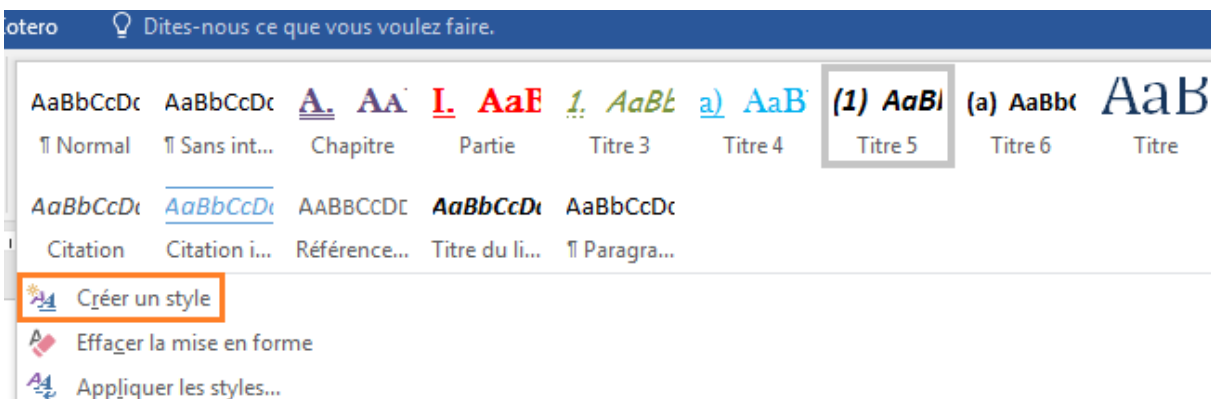 otero Dites-nous ce que vous voulez faire.
AaBbCcDc AaBbCcDc A. AA I. AaB 1. AaBb a) AaB (1) AaBl (a) AaBb( AaB
¶ Normal ¶ Sans int... Chapitre Partie Titre 3 Titre 4 Titre 5 Titre 6 Titre
AaBbCcDc AaBbCcDc AABBCCDE AaBbCcDc AaBbCcDc
Citation Citation i... Référence... Titre du li... ¶ Paragra...
Créer un style
Effacer la mise en forme
Appliquer les styles...